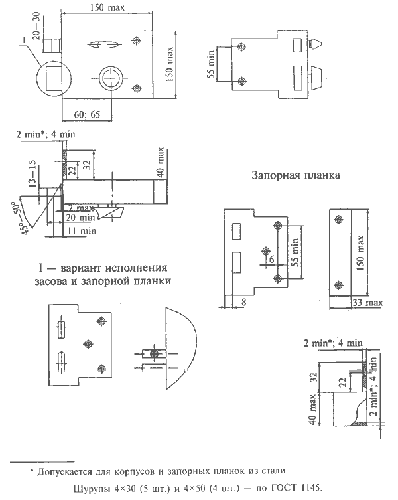 150 max
20—30
I
150 max
55 min
60; 65
2 min*; 4 min
32
22
40 max
13—15
45°
50°
2 max
20 min
11 min
Запорная планка
6
55 min
150 max
8
33 max
I — вариант исполнения
засова и запорной планки
2 min*; 4 min
32
22
40 max
2 min*; 4 min
* Допускается для корпусов и запорных планок из стали
Шурупы 4×30 (5 шт.) и 4×50 (4 шт.) — по ГОСТ 1145.